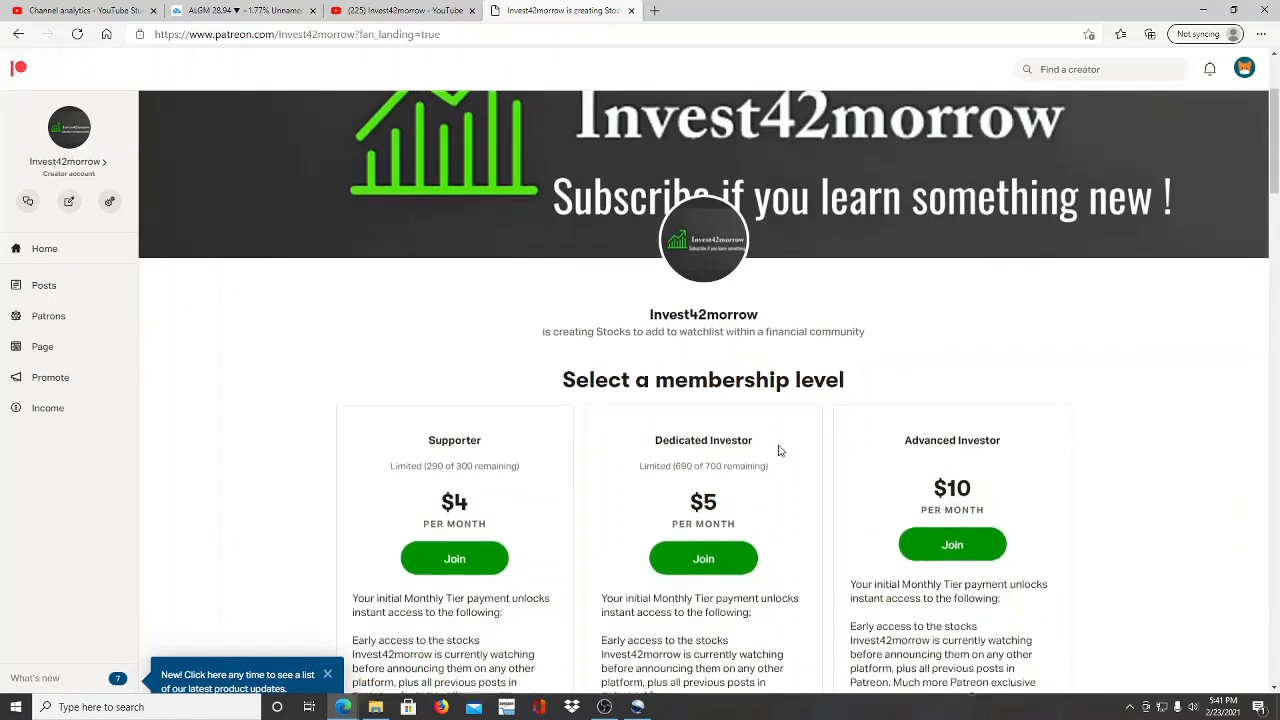 Channel analytics - YouTube Stu
ALGM 28.9 ▼ -1.77% Unname
(225) Invest42morrow - YouTube
Invest42morrow is creating Stoc
https://www.patreon.com/Invest42morrow?fan_landing=true
Not syncing
Find a creator
Invest42morrow
Creator account
Home
Posts
Patrons
Page
Promote
Income
What's new
7
New! Click here any time to see a list
of our latest product updates.
Invest42morrow
Subscribe if you learn something new !
Invest42morrow
Subscribe if you learn something
Invest42morrow
is creating Stocks to add to watchlist within a financial community
Select a membership level
Supporter
Limited (290 of 300 remaining)
$4
PER MONTH
Join
Your initial Monthly Tier payment unlocks
instant access to the following:
Early access to the stocks
Invest42morrow is currently watching
before announcing them on any other
platform, plus all previous posts in
Dedicated Investor
Limited (690 of 700 remaining)
$5
PER MONTH
Join
Your initial Monthly Tier payment unlocks
instant access to the following:
Early access to the stocks
Invest42morrow is currently watching
before announcing them on any other
platform, plus all previous posts in
Advanced Investor
$10
PER MONTH
Join
Your initial Monthly Tier payment unlocks
instant access to the following:
Early access to the stocks
Invest42morrow is currently watching
before announcing them on any other
platform, plus all previous posts in
Patreon. Much more Patreon exclusive
Type here to search
5:41 PM
2/23/2021